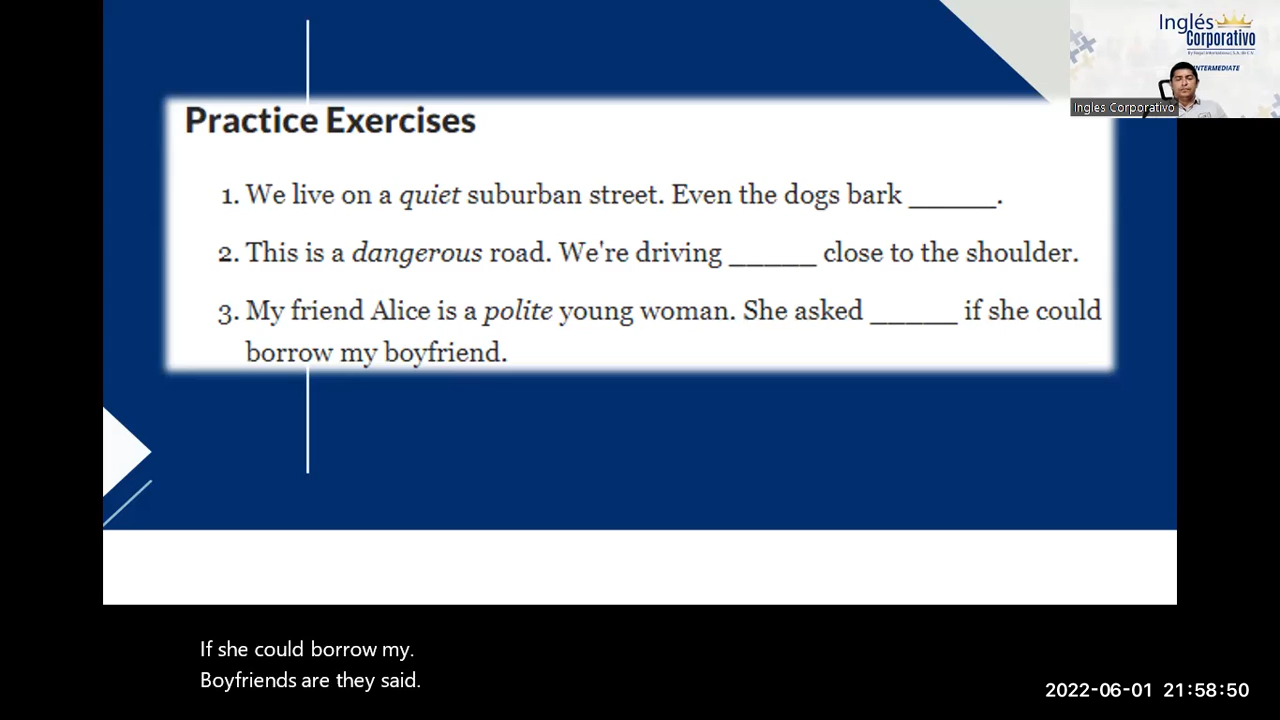 Inglés
Corporativo
INTERMEDIATE
Ingles Corporativo
Practice Exercises
1. We live on a quiet suburban street. Even the dogs bark ______.
2. This is a dangerous road. We're driving ______ close to the shoulder.
3. My friend Alice is a polite young woman. She asked ______ if she could
borrow my boyfriend.
If she could borrow my.
Boyfriends are they said.
2022-06-01 21:58:50